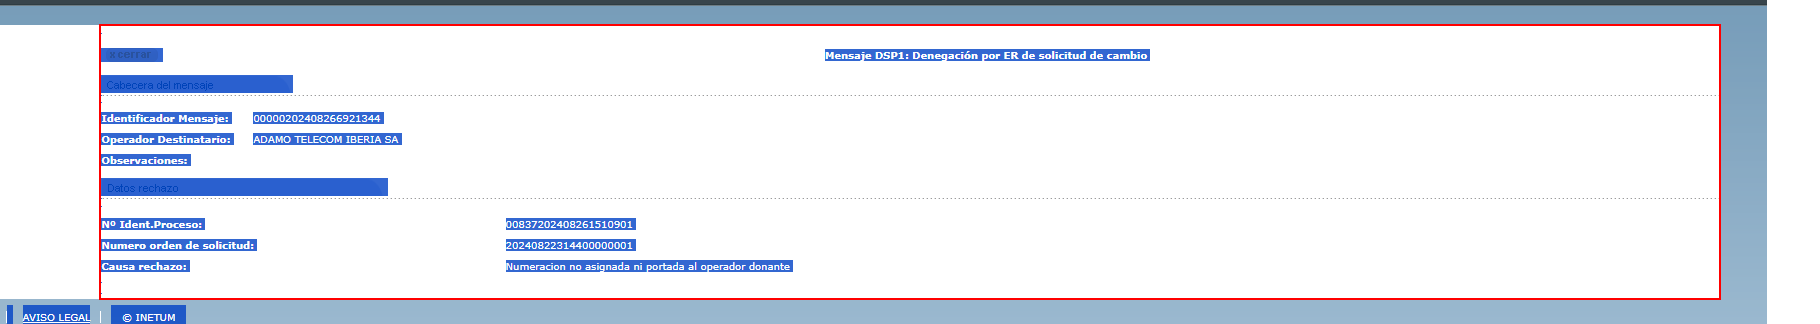 x cerrar
Mensaje DSP1: Denegación por ER de solicitud de cambio
Cabecera del mensaje
Identificador Mensaje: 00000202408266921344
Operador Destinatario: ADAMO TELECOM IBERIA SA
Observaciones:
Datos rechazo
Nº Ident.Proceso: 00837202408261510901
Numero orden de solicitud: 20240822314400000001
Causa rechazo: Numeracion no asignada ni portada al operador donante
AVISO LEGAL | © INETUM